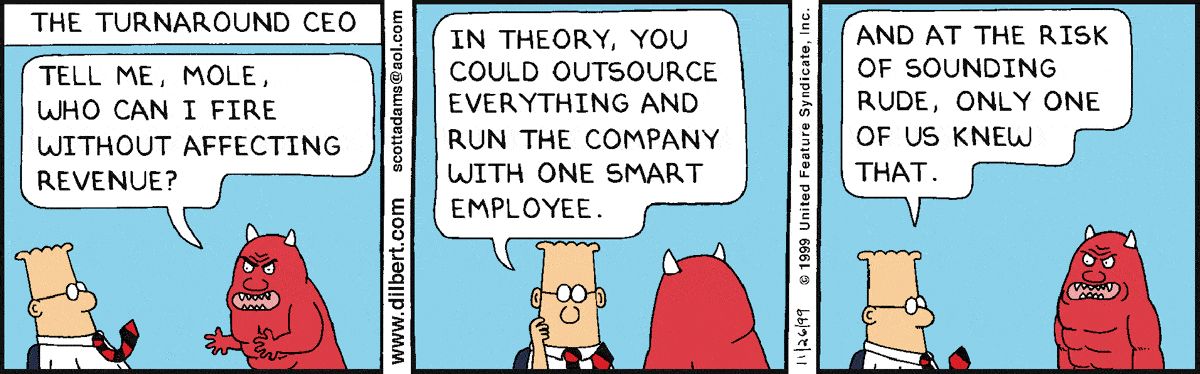 THE TURNAROUND CEO
TELL ME, MOLE,
WHO CAN I FIRE
WITHOUT AFFECTING
REVENUE?
www.dilbert.com scottadams@aol.com
IN THEORY, YOU
COULD OUTSOURCE
EVERYTHING AND
RUN THE COMPANY
WITH ONE SMART
EMPLOYEE.
11/26/99 © 1999 United Feature Syndicate, Inc.
AND AT THE RISK
OF SOUNDING
RUDE, ONLY ONE
OF US KNEW
THAT.